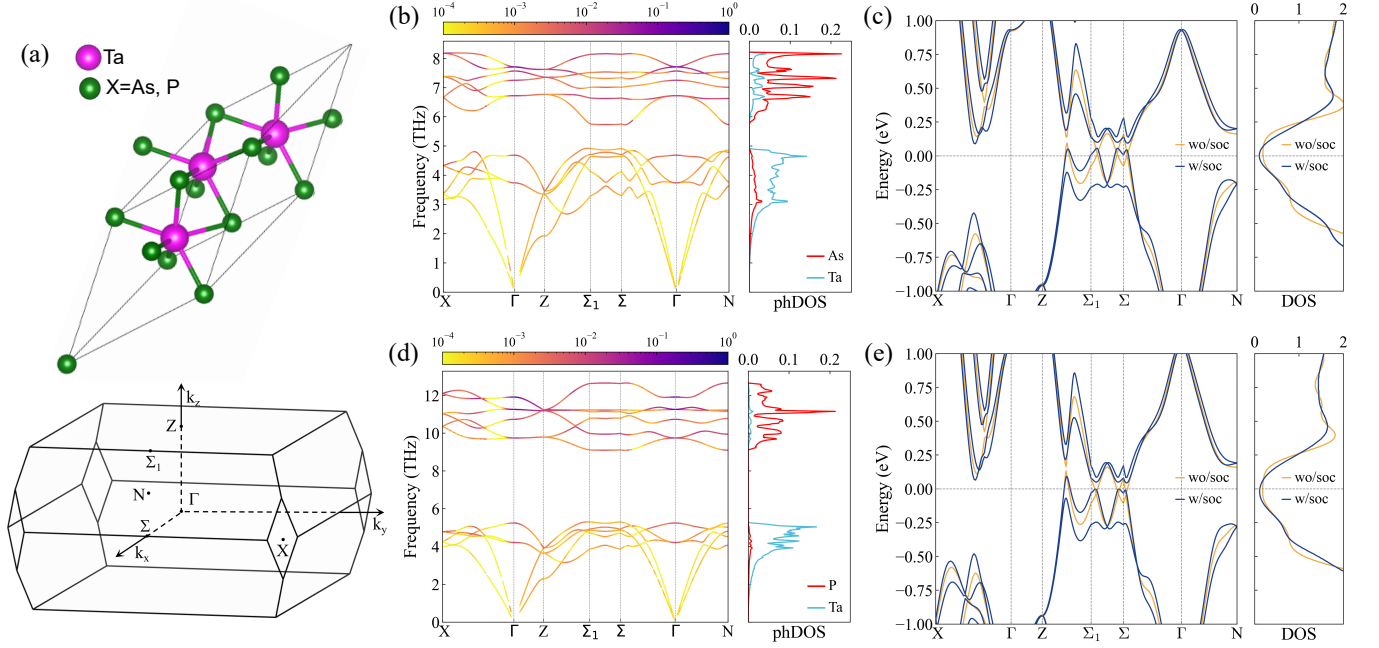 (a)
Ta
X=As, P
k_z
Z
Σ_1
N
Γ
k_y
Σ
X
k_x
(b)
10^{-4} 10^{-3} 10^{-2} 10^{-1} 10^0
0.0 0.1 0.2
Frequency (THz)
8
7
6
5
4
3
2
1
0
X Γ Z Σ_1 Σ Γ N
As
Ta
phDOS
(c)
0 1 2
Energy (eV)
1.00
0.75
0.50
0.25
0.00
−0.25
−0.50
−0.75
−1.00
wo/soc
w/soc
wo/soc
w/soc
X Γ Z Σ_1 Σ Γ N
DOS
(d)
10^{-4} 10^{-3} 10^{-2} 10^{-1} 10^0
0.0 0.1 0.2
Frequency (THz)
12
10
8
6
4
2
0
X Γ Z Σ_1 Σ Γ N
P
Ta
phDOS
(e)
0 1 2
Energy (eV)
1.00
0.75
0.50
0.25
0.00
−0.25
−0.50
−0.75
−1.00
wo/soc
w/soc
wo/soc
w/soc
X Γ Z Σ_1 Σ Γ N
DOS